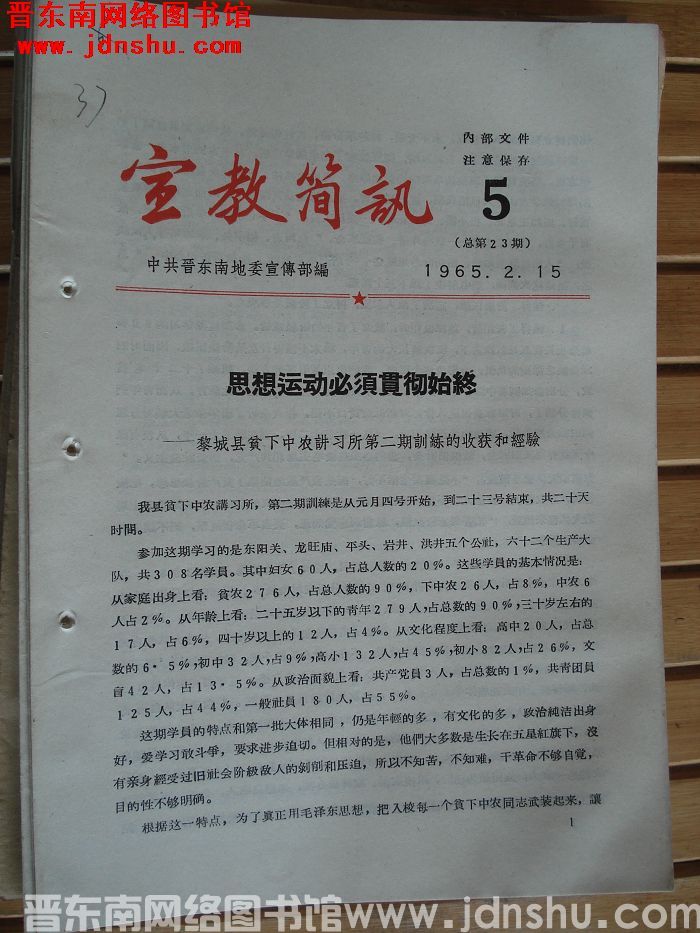 晋东南网络图书馆
www.jdnshu.com
37
内部文件
注意保存
宣教简訊
5
(总第23期)
中共晉东南地委宣傳部編
1965.2.15
思想运动必須貫彻始終
——黎城县貧下中农讲习所第二期訓練的收获和經驗
我县貧下中农講习所，第二期訓練是从元月四号开始，到二十三号結束，共二十天
时間。
参加这期学习的是东阳关、龙旺庙、平头、岩井、洪井五个公社，六十二个生产大
队，共308名学員。其中妇女60人，占总人数的20%。这些学員的基本情况是：
从家庭出身上看：貧农276人，占总人数的90%，下中农26人，占8%，中农6
人占2%。从年龄上看：二十五岁以下的青年279人，占总数的90%，三十岁左右的
17人，占6%，四十岁以上的12人，占4%。从文化程度上看：高中20人，占总
数的6·5%，初中32人，占9%，高小132人，占45%，初小82人，占26%，文
盲42人，占13·5%。从政治面貌上看：共产党員3人，占总数的1%，共青团員
125人，占44%，一般社員180人，占55%。
这期学員的特点和第一批大体相同，仍是年輕的多，有文化的多，政治純洁出身
好，爱学习敢斗爭，要求进步迫切。但相对的是，他們大多数是生长在五星紅旗下，沒
有亲身經受过旧社会阶級敌人的剝削和压迫，所以不知苦，不知难，干革命不够自覚，
目的性不够明确。
根据这一特点，为了眞正用毛泽东思想，把入校每一个貧下中农同志武装起来，讓
1
晋东南网络图书馆www.jdnshu.com